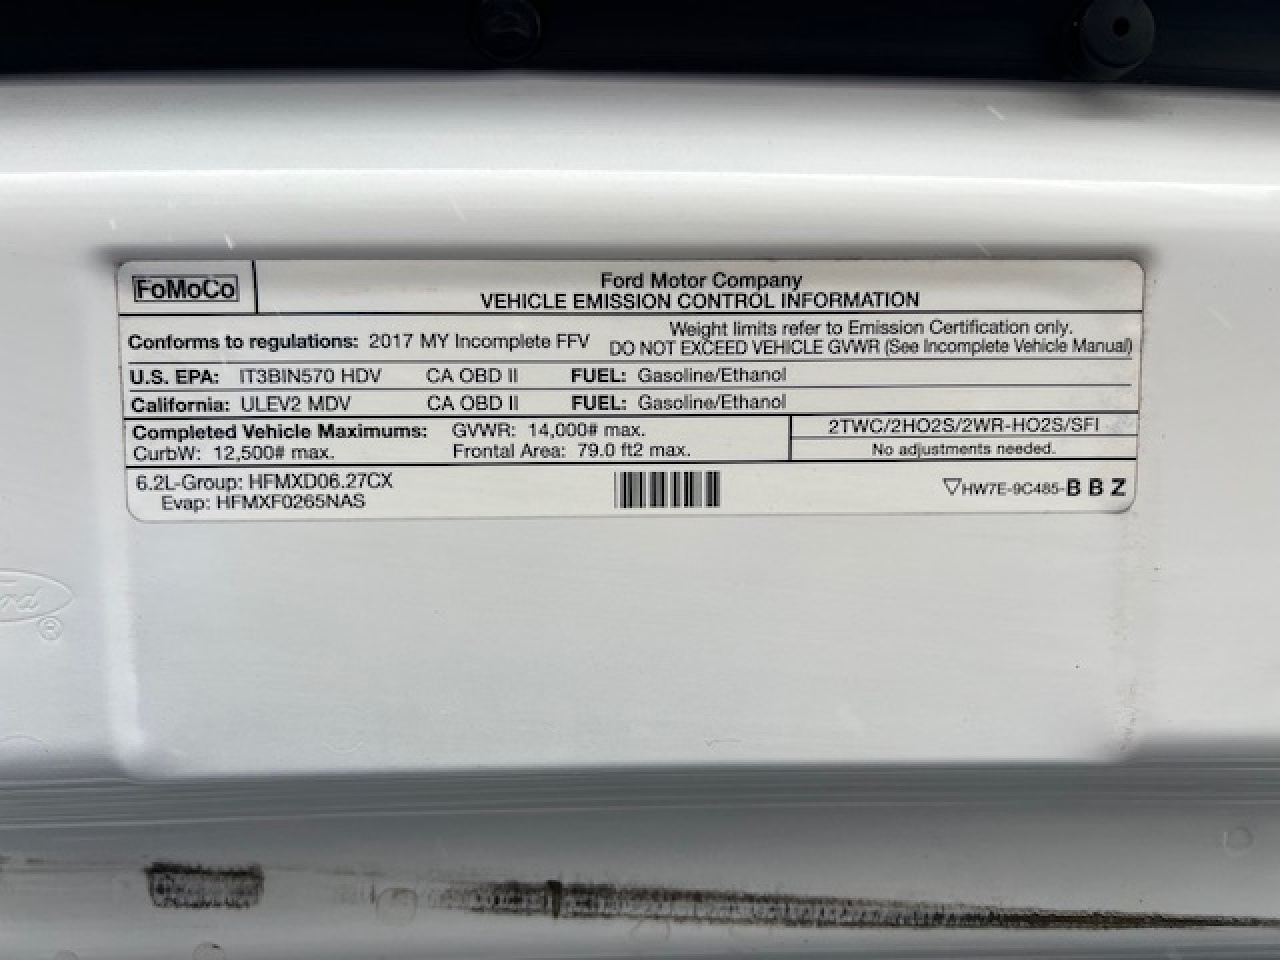 FoMoCo
Ford Motor Company
VEHICLE EMISSION CONTROL INFORMATION
Conforms to regulations: 2017 MY Incomplete FFV
Weight limits refer to Emission Certification only.
DO NOT EXCEED VEHICLE GVWR (See Incomplete Vehicle Manual)
U.S. EPA: IT3BIN570 HDV CA OBD II FUEL: Gasoline/Ethanol
California: ULEV2 MDV CA OBD II FUEL: Gasoline/Ethanol
Completed Vehicle Maximums: GVWR: 14,000# max.
CurbW: 12,500# max. Frontal Area: 79.0 ft2 max.
2TWC/2HO2S/2WR-HO2S/SFI
No adjustments needed.
6.2L-Group: HFMXD06.27CX
Evap: HFMXF0265NAS
HW7E-9C485-B B Z
Ford
®